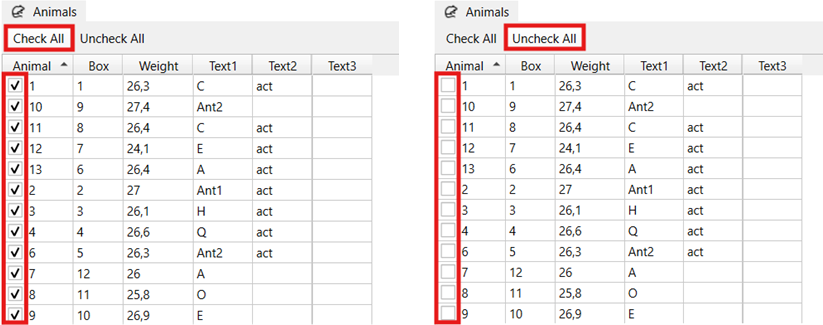 Animals
Check All Uncheck All
Animal Box Weight Text1 Text2 Text3
1 1 26,3 C act
10 9 27,4 Ant2
11 8 26,4 C act
12 7 24,1 E act
13 6 26,4 A act
2 2 27 Ant1 act
3 3 26,1 H act
4 4 26,6 Q act
6 5 26,3 Ant2 act
7 12 26 A
8 11 25,8 O
9 10 26,9 E
Animals
Check All Uncheck All
Animal Box Weight Text1 Text2 Text3
1 1 26,3 C act
10 9 27,4 Ant2
11 8 26,4 C act
12 7 24,1 E act
13 6 26,4 A act
2 2 27 Ant1 act
3 3 26,1 H act
4 4 26,6 Q act
6 5 26,3 Ant2 act
7 12 26 A
8 11 25,8 O
9 10 26,9 E